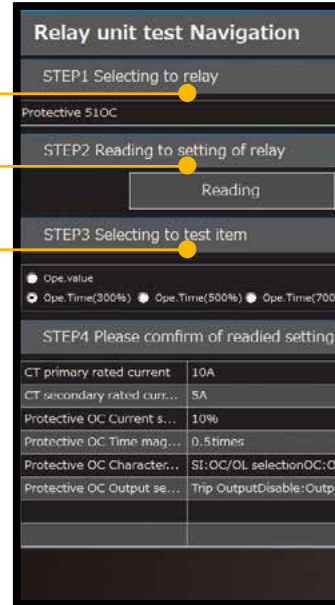 Relay unit test Navigation
STEP1 Selecting to relay
Protective 51OC
STEP2 Reading to setting of relay
Reading
STEP3 Selecting to test item
Ope.value
Ope.Time(300%) Ope.Time(500%) Ope.Time(700
STEP4 Please comfirm of readied setting
CT primary rated current 10A
CT secondary rated curr... 5A
Protective OC Current s... 10%
Protective OC Time mag... 0.5times
Protective OC Character... SI:OC/OL selectionOC:O
Protective OC Output se... Trip OutputDisable:Outp